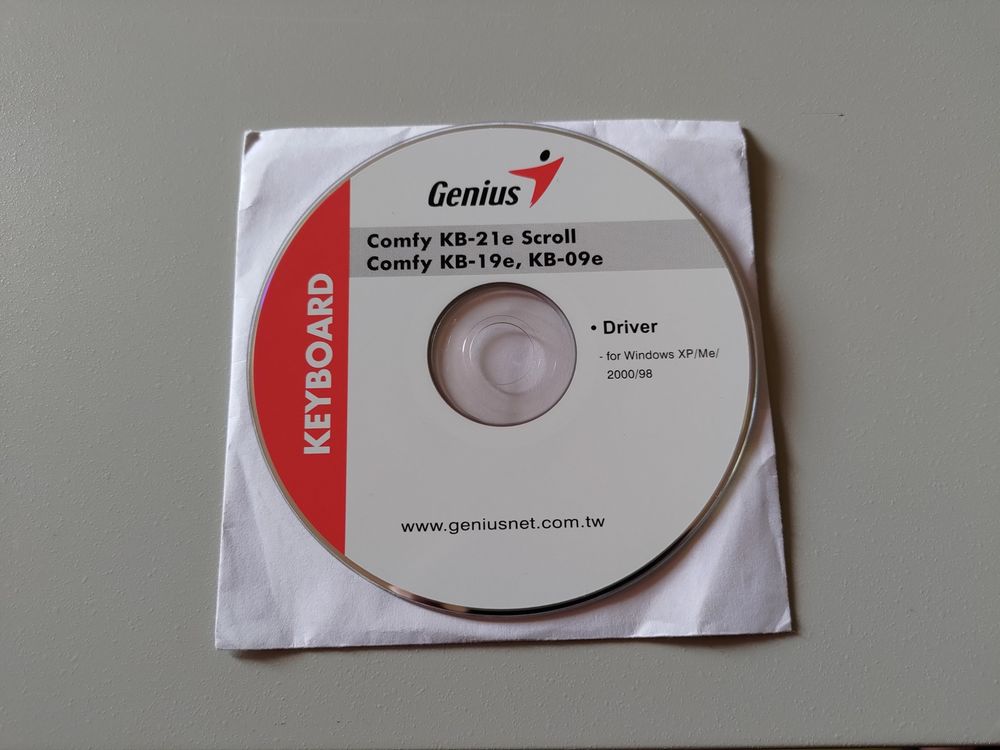 Genius
Comfy KB-21e Scroll
Comfy KB-19e, KB-09e
KEYBOARD
• Driver
- for Windows XP/Me/
2000/98
www.geniusnet.com.tw